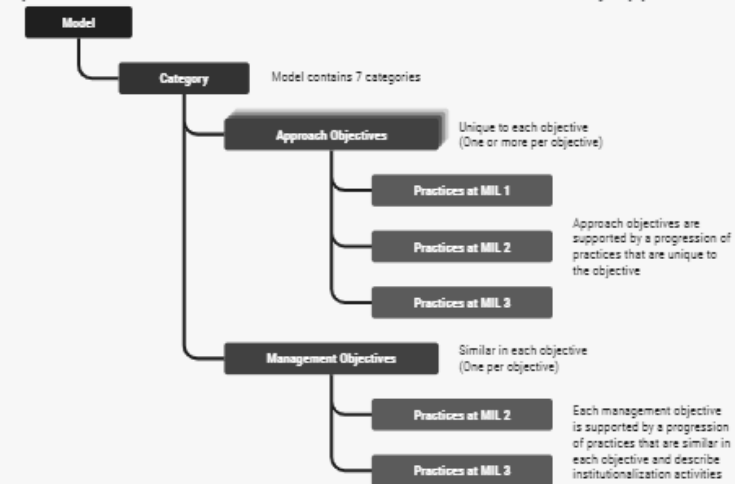 Model
Category
Model contains 7 categories
Approach Objectives
Unique to each objective
(One or more per objective)
Practices at MIL 1
Practices at MIL 2
Approach objectives are
supported by a progression of
practices that are unique to
the objective
Practices at MIL 3
Management Objectives
Similar in each objective
(One per objective)
Practices at MIL 2
Each management objective
is supported by a progression
of practices that are similar in
each objective and describe
institutionalization activities
Practices at MIL 3